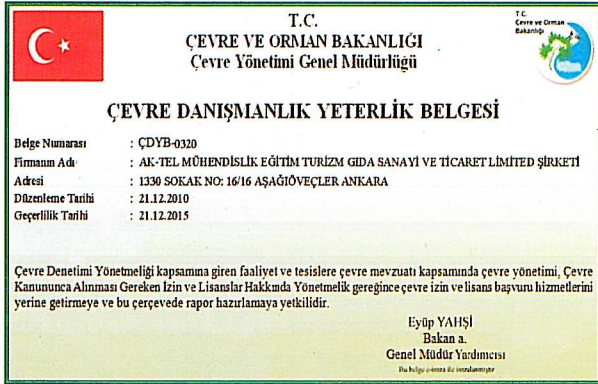 T.C.
ÇEVRE VE ORMAN BAKANLIĞI
Çevre Yönetimi Genel Müdürlüğü
T.C.
Çevre ve Orman
Bakanlığı
ÇEVRE DANIŞMANLIK YETERLİK BELGESİ
Belge Numarası : ÇDYB-0320
Firmanın Adı : AK-TEL MÜHENDİSLİK EĞİTİM TURİZM GIDA SANAYİ VE TİCARET LİMİTED ŞİRKETİ
Adresi : 1330 SOKAK NO: 16/16 AŞAĞIÖVEÇLER ANKARA
Düzenleme Tarihi : 21.12.2010
Geçerlilik Tarihi : 21.12.2015
Çevre Denetimi Yönetmeliği kapsamına giren faaliyet ve tesislere çevre mevzuatı kapsamında çevre yönetimi, Çevre
Kanununca Alınması Gereken İzin ve Lisanslar Hakkında Yönetmelik gereğince çevre izin ve lisans başvuru hizmetlerini
yerine getirmeye ve bu çerçevede rapor hazırlamaya yetkilidir.
Eyüp YAHŞİ
Bakan a.
Genel Müdür Yardımcısı
Bu belge e-imza ile imzalanmıştır